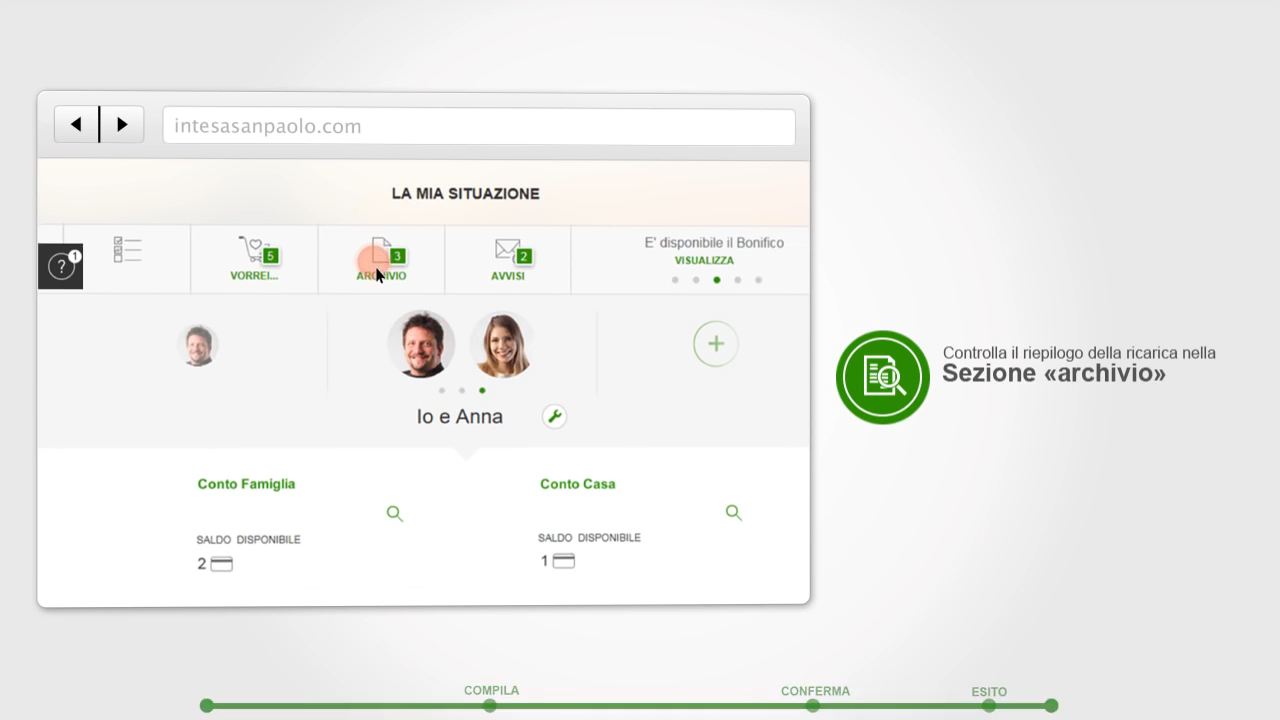 intesasanpaolo.com
LA MIA SITUAZIONE
?
1
5
VORREI...
3
ARCHIVIO
2
AVVISI
E' disponibile il Bonifico
VISUALIZZA
Io e Anna
Conto Famiglia
SALDO DISPONIBILE
2
Conto Casa
SALDO DISPONIBILE
1
Controlla il riepilogo della ricarica nella
Sezione «archivio»
COMPILA
CONFERMA
ESITO